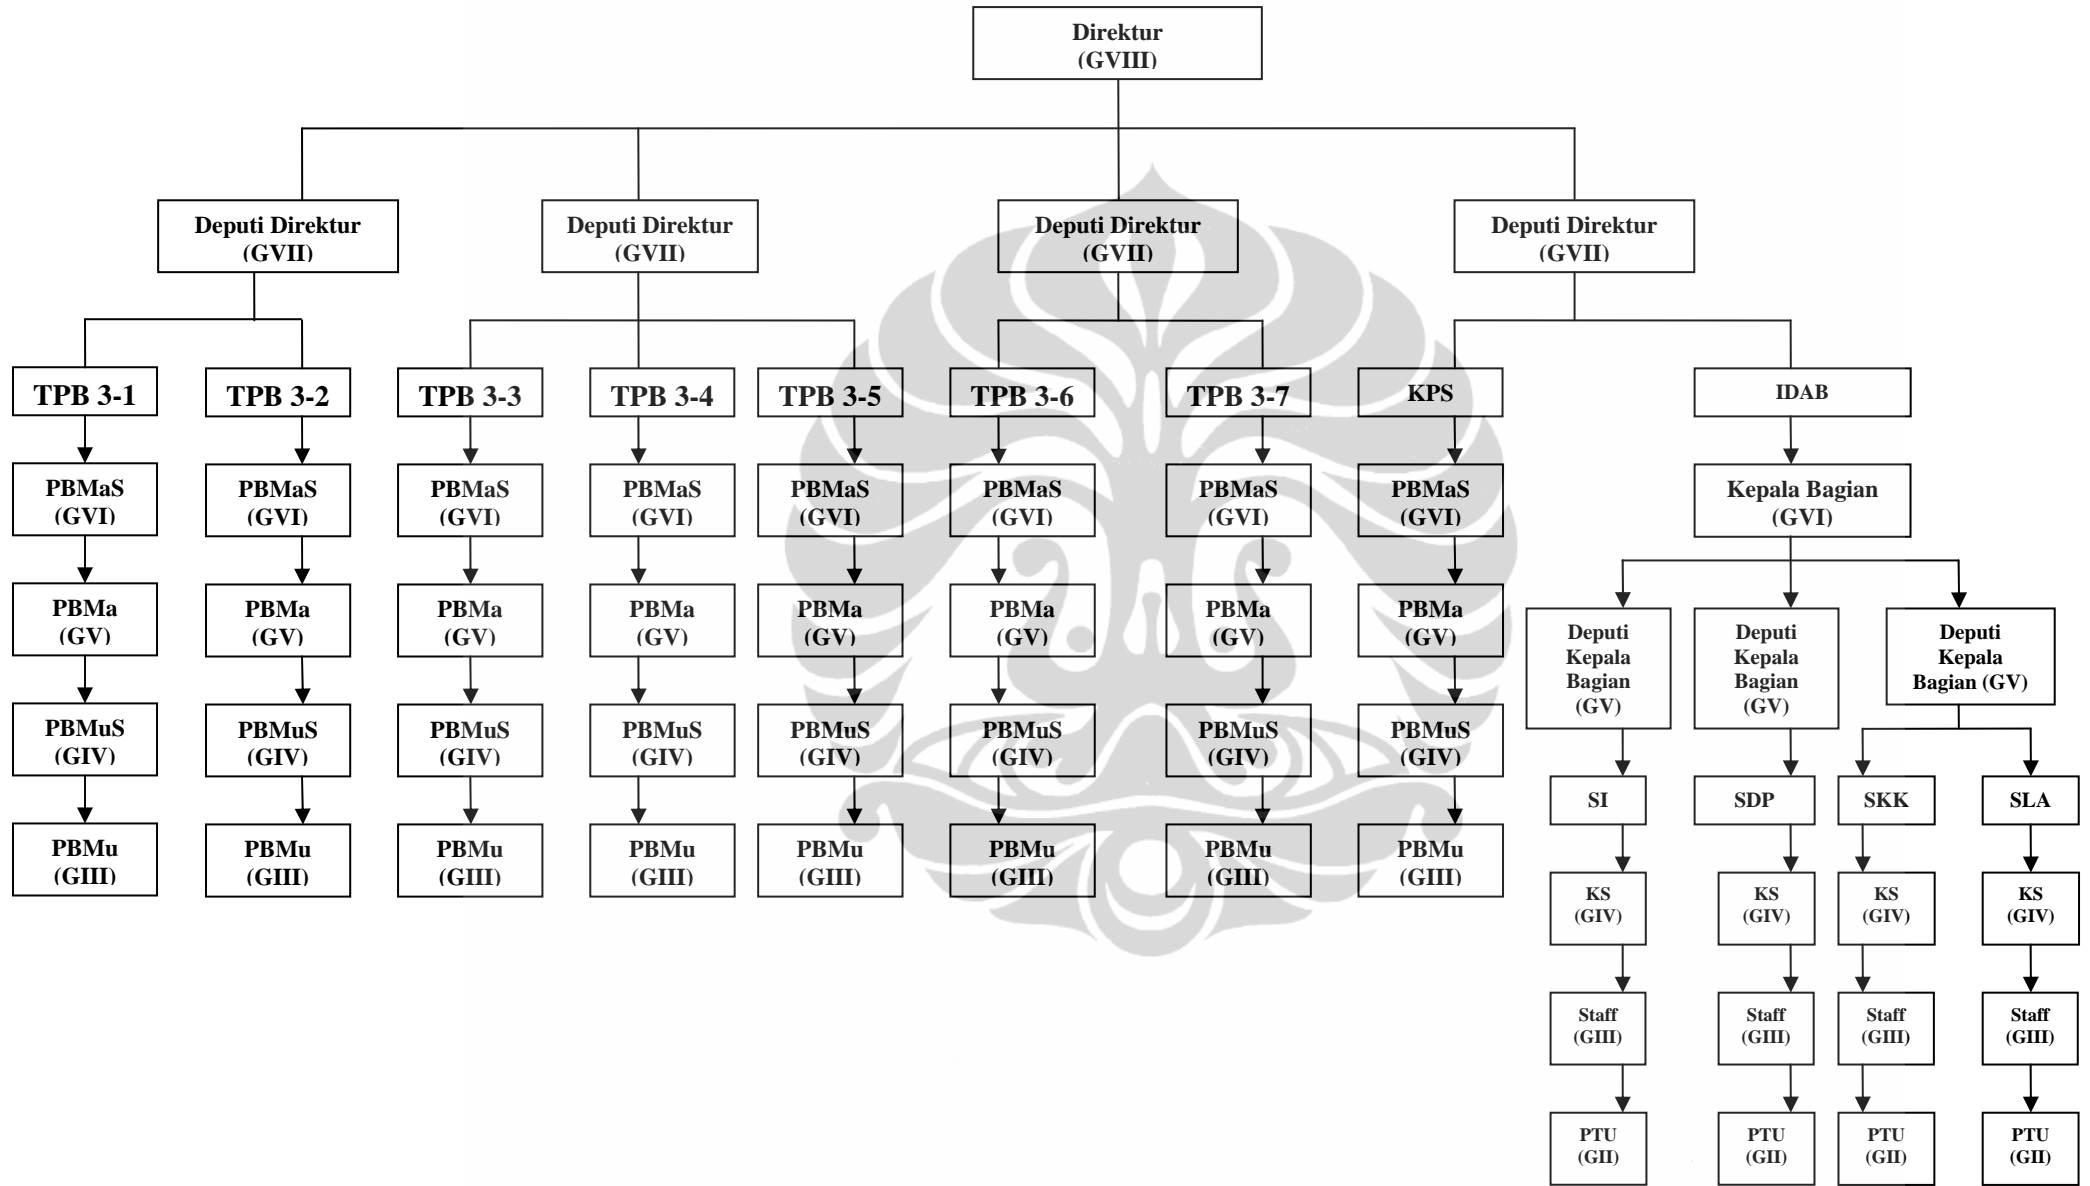 Direktur
(GVIII)
Deputi Direktur
(GVII)
Deputi Direktur
(GVII)
Deputi Direktur
(GVII)
Deputi Direktur
(GVII)
TPB 3-1
TPB 3-2
TPB 3-3
TPB 3-4
TPB 3-5
TPB 3-6
TPB 3-7
KPS
IDAB
PBMaS
(GVI)
PBMaS
(GVI)
PBMaS
(GVI)
PBMaS
(GVI)
PBMaS
(GVI)
PBMaS
(GVI)
PBMaS
(GVI)
PBMaS
(GVI)
Kepala Bagian
(GVI)
PBMa
(GV)
PBMa
(GV)
PBMa
(GV)
PBMa
(GV)
PBMa
(GV)
PBMa
(GV)
PBMa
(GV)
PBMa
(GV)
Deputi
Kepala
Bagian
(GV)
Deputi
Kepala
Bagian
(GV)
Deputi
Kepala
Bagian (GV)
PBMuS
(GIV)
PBMuS
(GIV)
PBMuS
(GIV)
PBMuS
(GIV)
PBMuS
(GIV)
PBMuS
(GIV)
PBMuS
(GIV)
PBMuS
(GIV)
SI
SDP
SKK
SLA
PBMu
(GIII)
PBMu
(GIII)
PBMu
(GIII)
PBMu
(GIII)
PBMu
(GIII)
PBMu
(GIII)
PBMu
(GIII)
PBMu
(GIII)
KS
(GIV)
KS
(GIV)
KS
(GIV)
KS
(GIV)
Staff
(GIII)
Staff
(GIII)
Staff
(GIII)
Staff
(GIII)
PTU
(GII)
PTU
(GII)
PTU
(GII)
PTU
(GII)